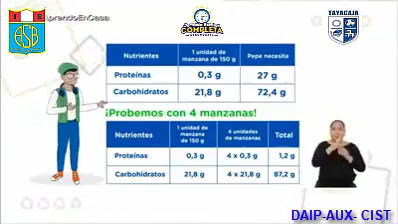 I E
ASB
#AprendoEnCasa
COMPLETA
TAYACAJA
Nutrientes 1 unidad de manzana de 150 g Pepe necesita
Proteínas 0,3 g 27 g
Carbohidratos 21,8 g 72,4 g
¡Probemos con 4 manzanas!
Nutrientes 1 unidad de manzana de 150 g 4 unidades de manzanas Total
Proteínas 0,3 g 4 x 0,3 g 1,2 g
Carbohidratos 21,8 g 4 x 21,8 g 87,2 g
DAIP-AUX- CIST